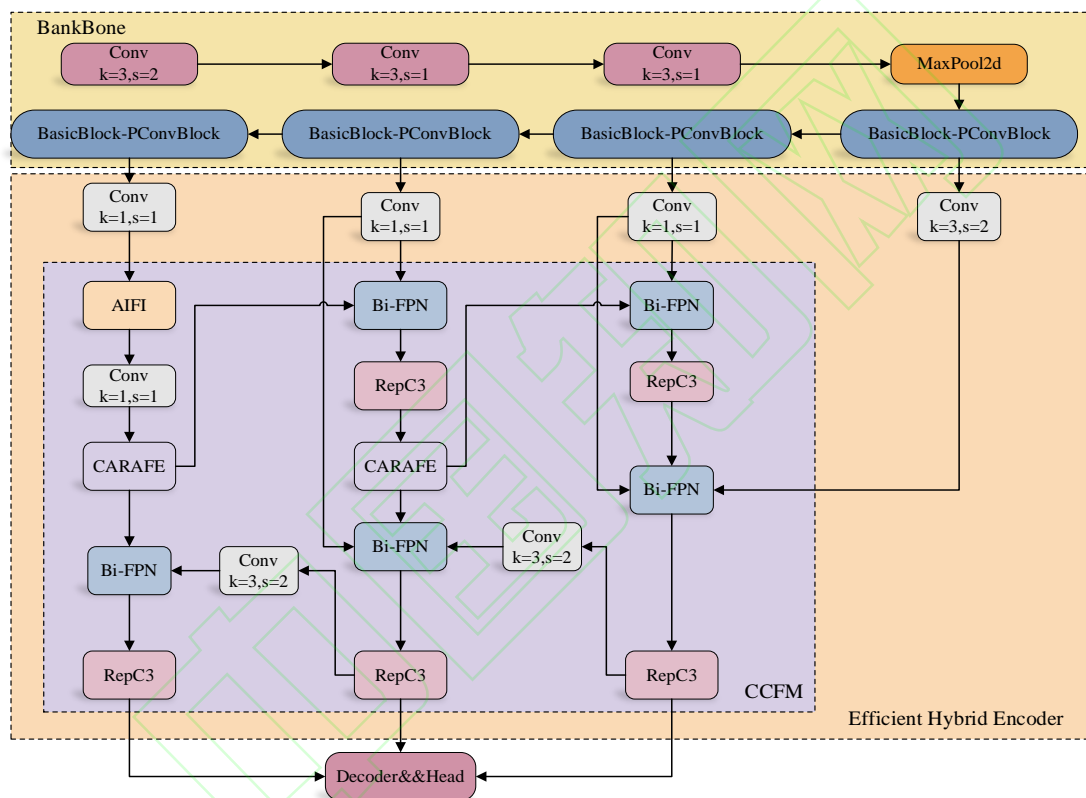 BankBone
Conv
k=3,s=2
Conv
k=3,s=1
Conv
k=3,s=1
MaxPool2d
BasicBlock-PConvBlock
BasicBlock-PConvBlock
BasicBlock-PConvBlock
BasicBlock-PConvBlock
Conv
k=1,s=1
Conv
k=1,s=1
Conv
k=1,s=1
Conv
k=3,s=2
AIFI
Bi-FPN
Bi-FPN
Conv
k=1,s=1
RepC3
RepC3
CARAFE
CARAFE
Bi-FPN
Bi-FPN
Conv
k=3,s=2
Bi-FPN
Conv
k=3,s=2
RepC3
RepC3
RepC3
CCFM
Efficient Hybrid Encoder
Decoder&&Head